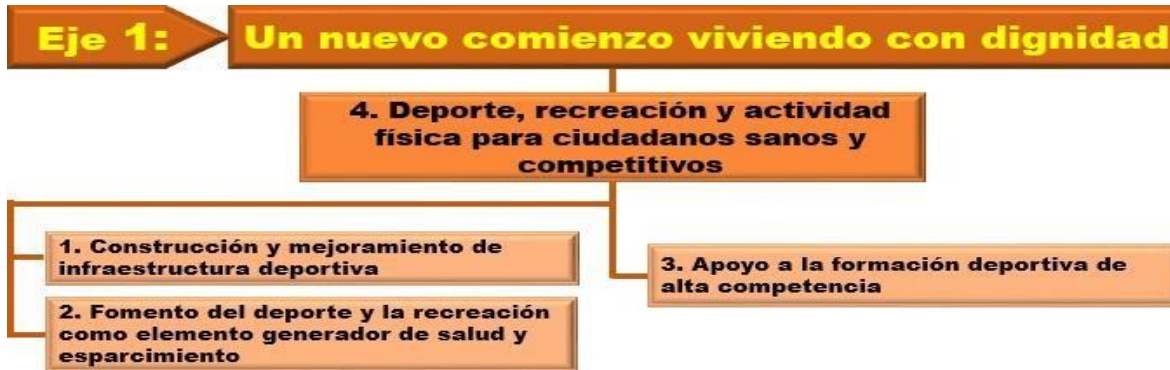 Eje 1:
Un nuevo comienzo viviendo con dignidad
4. Deporte, recreación y actividad
física para ciudadanos sanos y
competitivos
1. Construcción y mejoramiento de
infraestructura deportiva
2. Fomento del deporte y la recreación
como elemento generador de salud y
esparcimiento
3. Apoyo a la formación deportiva de
alta competencia